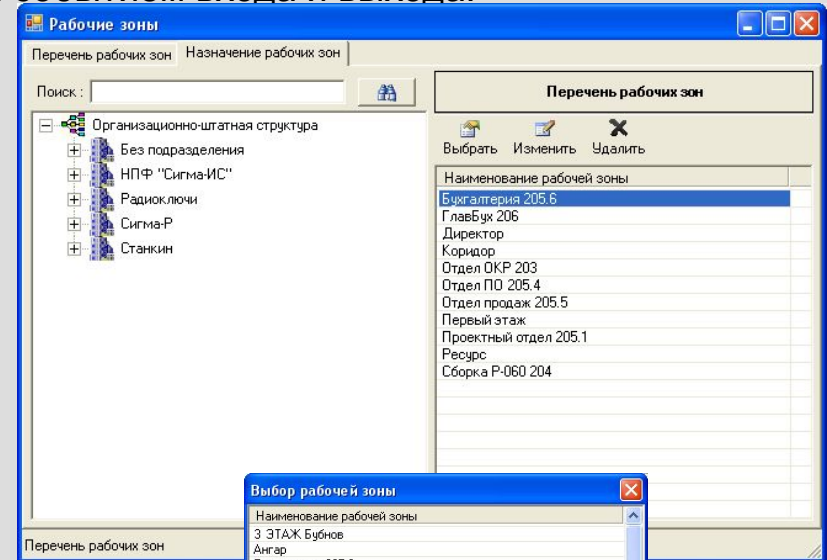 событиям входа и выхода.
Рабочие зоны
Перечень рабочих зон Назначение рабочих зон
Поиск :
Перечень рабочих зон
Организационно-штатная структура
Без подразделения
НПФ "Сигма-ИС"
Радиоключи
Сигма-Р
Станкин
Выбрать Изменить Удалить
Наименование рабочей зоны
Бухгалтерия 205.6
ГлавБух 206
Директор
Коридор
Отдел ОКР 203
Отдел ПО 205.4
Отдел продаж 205.5
Первый этаж
Проектный отдел 205.1
Ресурс
Сборка Р-060 204
Выбор рабочей зоны
Наименование рабочей зоны
3 ЭТАЖ Бубнов
Ангар
Перечень рабочих зон